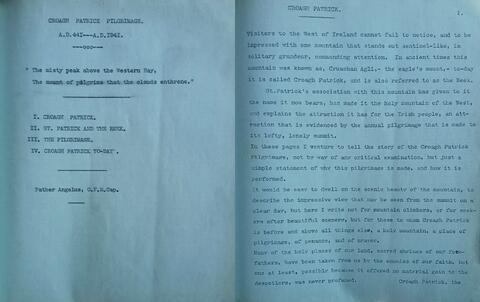 CROAGH PATRICK PILGRIMAGE.
A.D.441---A.D.1941.
---ooo---
" The misty peak above the Western Bay,
The mount of pilgrims that the clouds enthrone."
I. CROAGH PATRICK.
II. ST. PATRICK AND THE REEK.
III. THE PILGRIMAGE.
IV. CROAGH PATRICK TO-DAY.
Father Angelus, O.F.M.Cap.
CROAGH PATRICK.
1.
Visitors to the West of Ireland cannot fail to notice, and to be
impressed with one mountain that stands out sentinel-like, in
solitary grandeur, commanding attention. In ancient times this
mountain was known as, Cruachan Agli,- the eagle's mount,- to-day
it is called Croagh Patrick, and is also referred to as the Reek.
St.Patrick's association with this mountain has given to it
the name it now bears, has made it the holy mountain of the West,
and explains the attraction it has for the Irish people, an att-
raction that is evidenced by the annual pilgrimage that is made to
its lofty, lonely summit.
In these pages I venture to tell the story of the Croagh Patrick
Pilgrimage, not by way of any critical examination, but just a
simple statement of why this pilgrimage is made, and how it is
performed.
It would be easy to dwell on the scenic beauty of the mountain, to
describe the impressive view that may be seen from the summit on a
clear day, but here I write not for mountain climbers, or for seek-
ers after beautiful scenery, but for those to whom Croagh Patrick
is before and above all things else, a holy mountain, a place of
pilgrimage, of penance, and of prayer.
Many of the holy places of our land, sacred shrines of our fore-
fathers, have been taken from us by the enemies of our faith, but
one at least, possibly because it offered no material gain to the
despoilers, was never profaned. Croagh Patrick, the